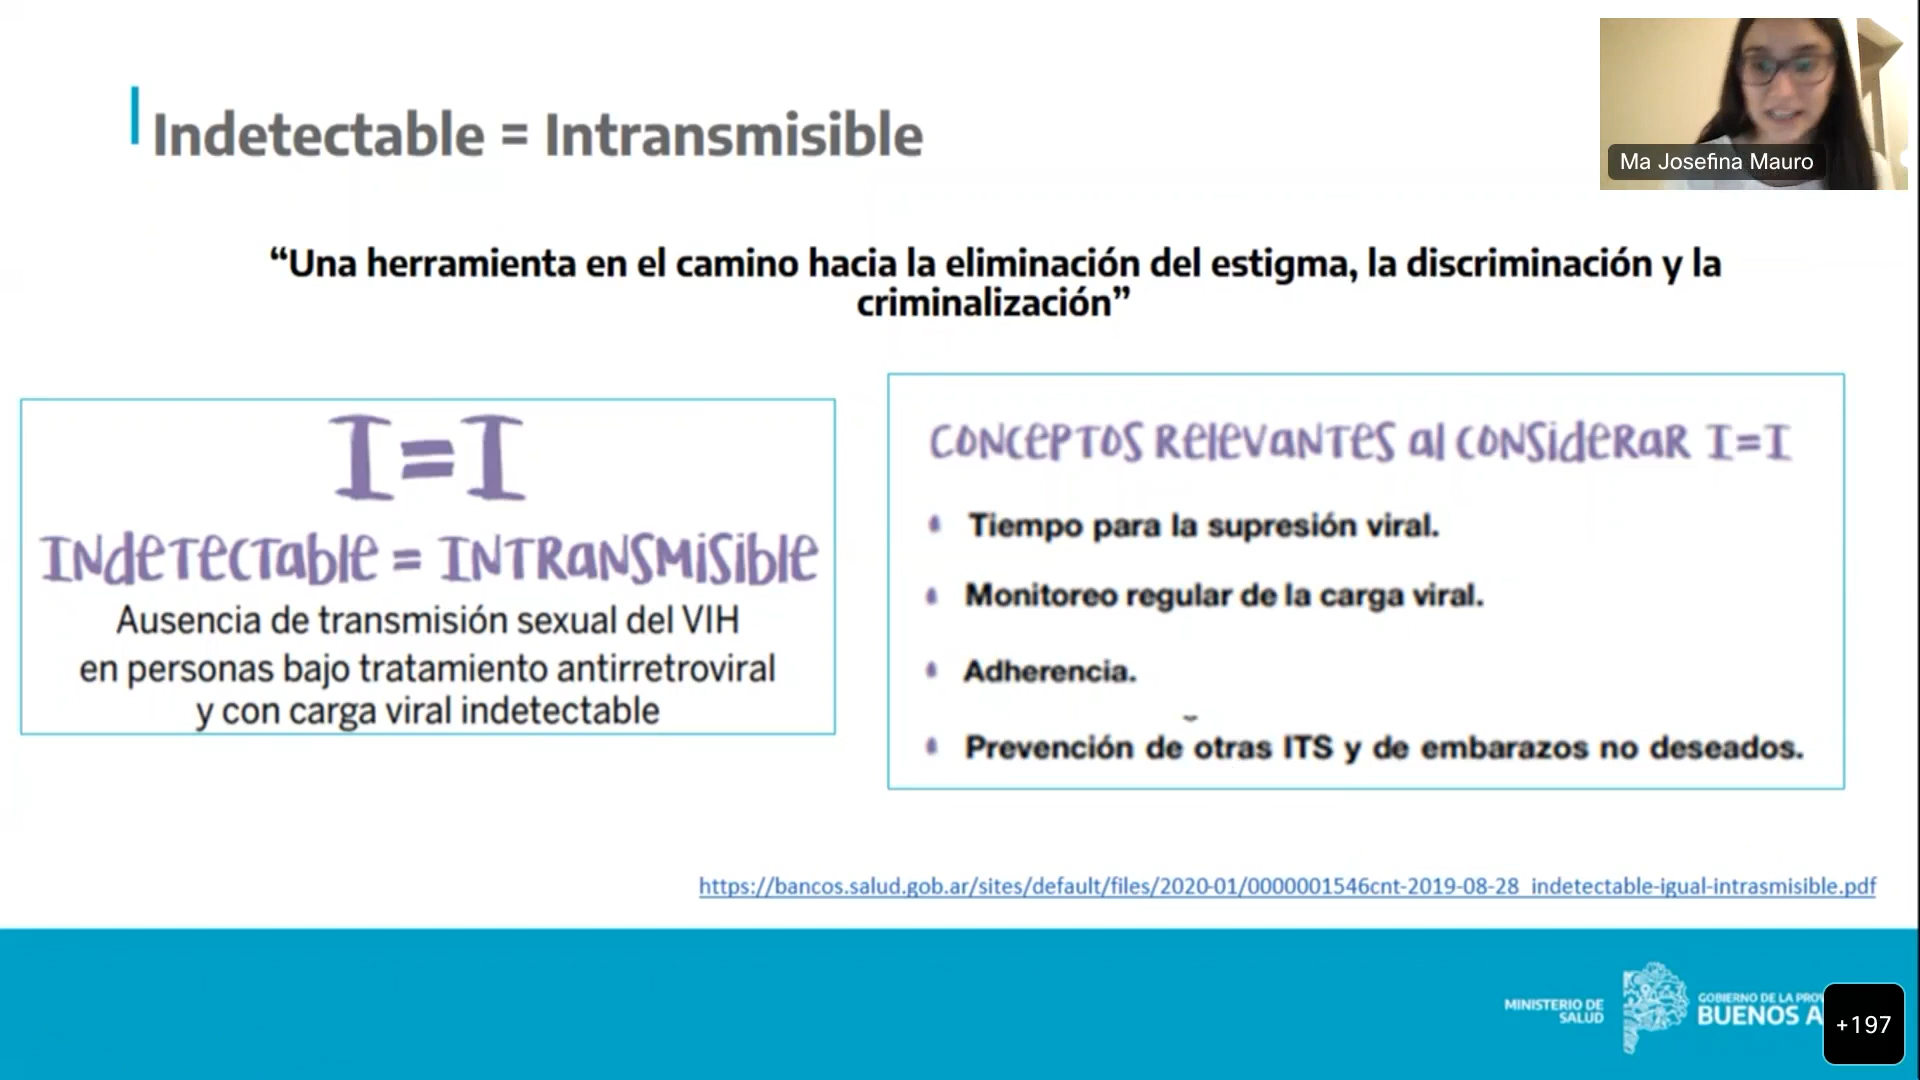 Indetectable = Intransmisible
Ma Josefina Mauro
“Una herramienta en el camino hacia la eliminación del estigma, la discriminación y la
criminalización”
I=I
INdeTecTable = INTRaNSMiSible
Ausencia de transmisión sexual del VIH
en personas bajo tratamiento antirretroviral
y con carga viral indetectable
CONCePTOS ReleVaNTeS al CONSideRaR I=I
Tiempo para la supresión viral.
Monitoreo regular de la carga viral.
Adherencia.
Prevención de otras ITS y de embarazos no deseados.
https://bancos.salud.gob.ar/sites/default/files/2020-01/0000001546cnt-2019-08-28_indetectable-igual-intrasmisible.pdf
MINISTERIO DE
SALUD
GOBIERNO DE LA
BUENOS
+197